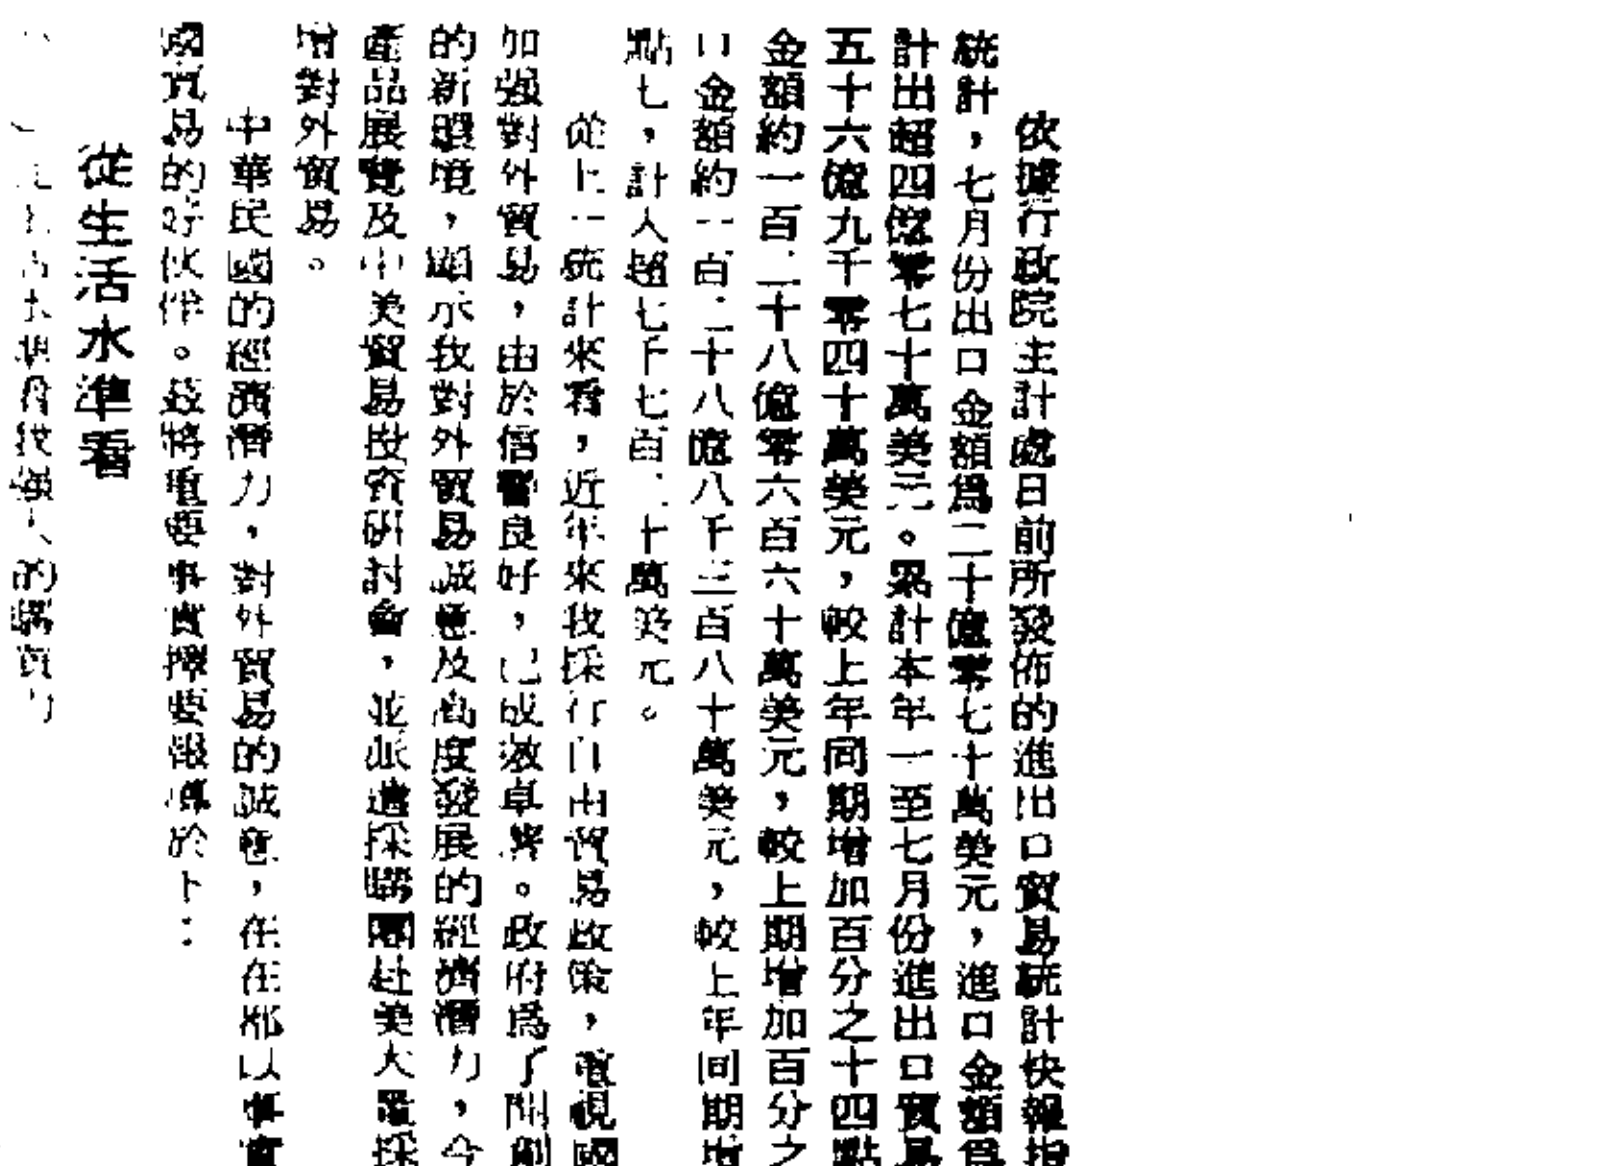 依據行政院主計處日前所發佈的進出口貿易統計快報指
統計，七月份出口金額爲二十億零七十萬美元，進口金額爲
計出超四億零七十萬美元。累計本年一至七月份進出口貿易
五十六億九千零四十萬美元，較上年同期增加百分之十四點
金額約一百二十八億零六百六十萬美元，較上期增加百分之
口金額約一百二十八億八千三百八十萬美元，較上年同期增
點七，計入超七千七百二十萬美元。
從上一統計來看，近年來我採行自由貿易政策，重視國
加强對外貿易，由於信譽良好，已成效卓著。政府爲了開創
的新環境，顯示我對外貿易誠意及高度發展的經濟潛力，今
產品展覽及中美貿易投資研討會，並派遣採購團赴美大量採
增對外貿易。
中華民國的經濟潛力，對外貿易的誠意，在在都以事實
國貿易的好伙伴。茲將重要事實擇要報導於下：
從生活水準看
的購買力